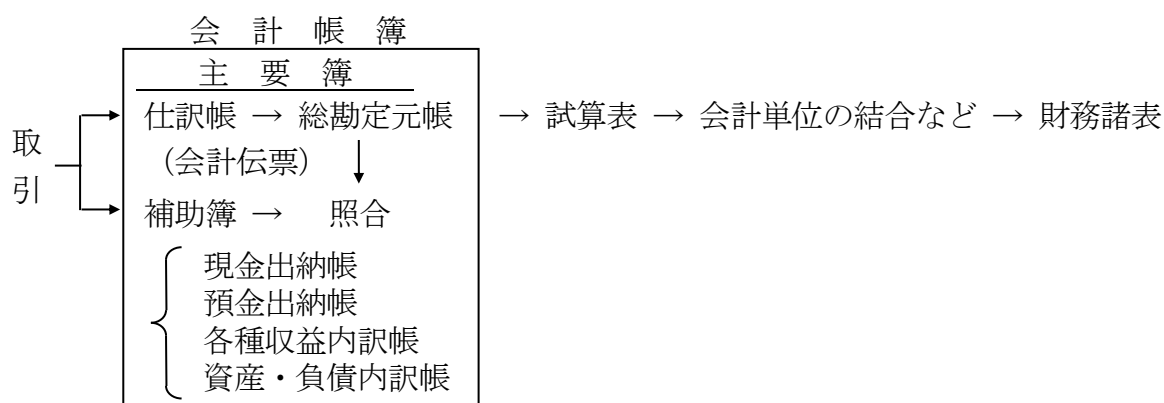 会 計 帳 簿
主 要 簿
仕訳帳 → 総勘定元帳 → 試算表 → 会計単位の結合など → 財務諸表
取引
（会計伝票）
補助簿 → 照合
現金出納帳
預金出納帳
各種収益内訳帳
資産・負債内訳帳